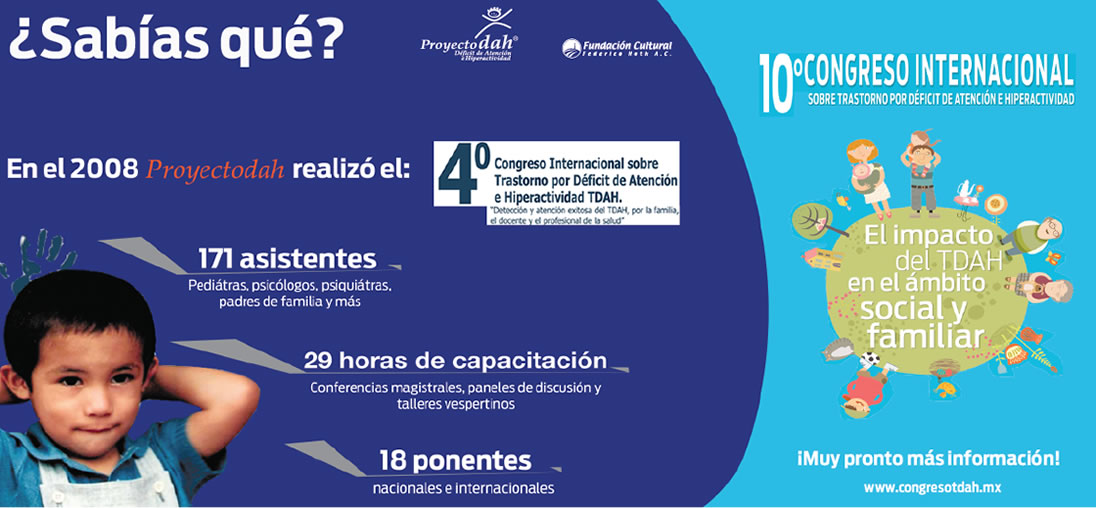 ¿Sabías qué?
Proyectodah®
Déficit de Atención
e Hiperactividad
Fundación Cultural
Federico Hoth A.C.
En el 2008 Proyectodah realizó el:
4º Congreso Internacional sobre
Trastorno por Déficit de Atención
e Hiperactividad TDAH.
"Detección y atención exitosa del TDAH, por la familia,
el docente y el profesional de la salud"
171 asistentes
Pediátras, psicólogos, psiquiátras,
padres de familia y más
29 horas de capacitación
Conferencias magistrales, paneles de discusión y
talleres vespertinos
18 ponentes
nacionales e internacionales
10º CONGRESO INTERNACIONAL
SOBRE TRASTORNO POR DÉFICIT DE ATENCIÓN E HIPERACTIVIDAD
El impacto
del TDAH
en el ámbito
social y
familiar
¡Muy pronto más información!
www.congresotdah.mx